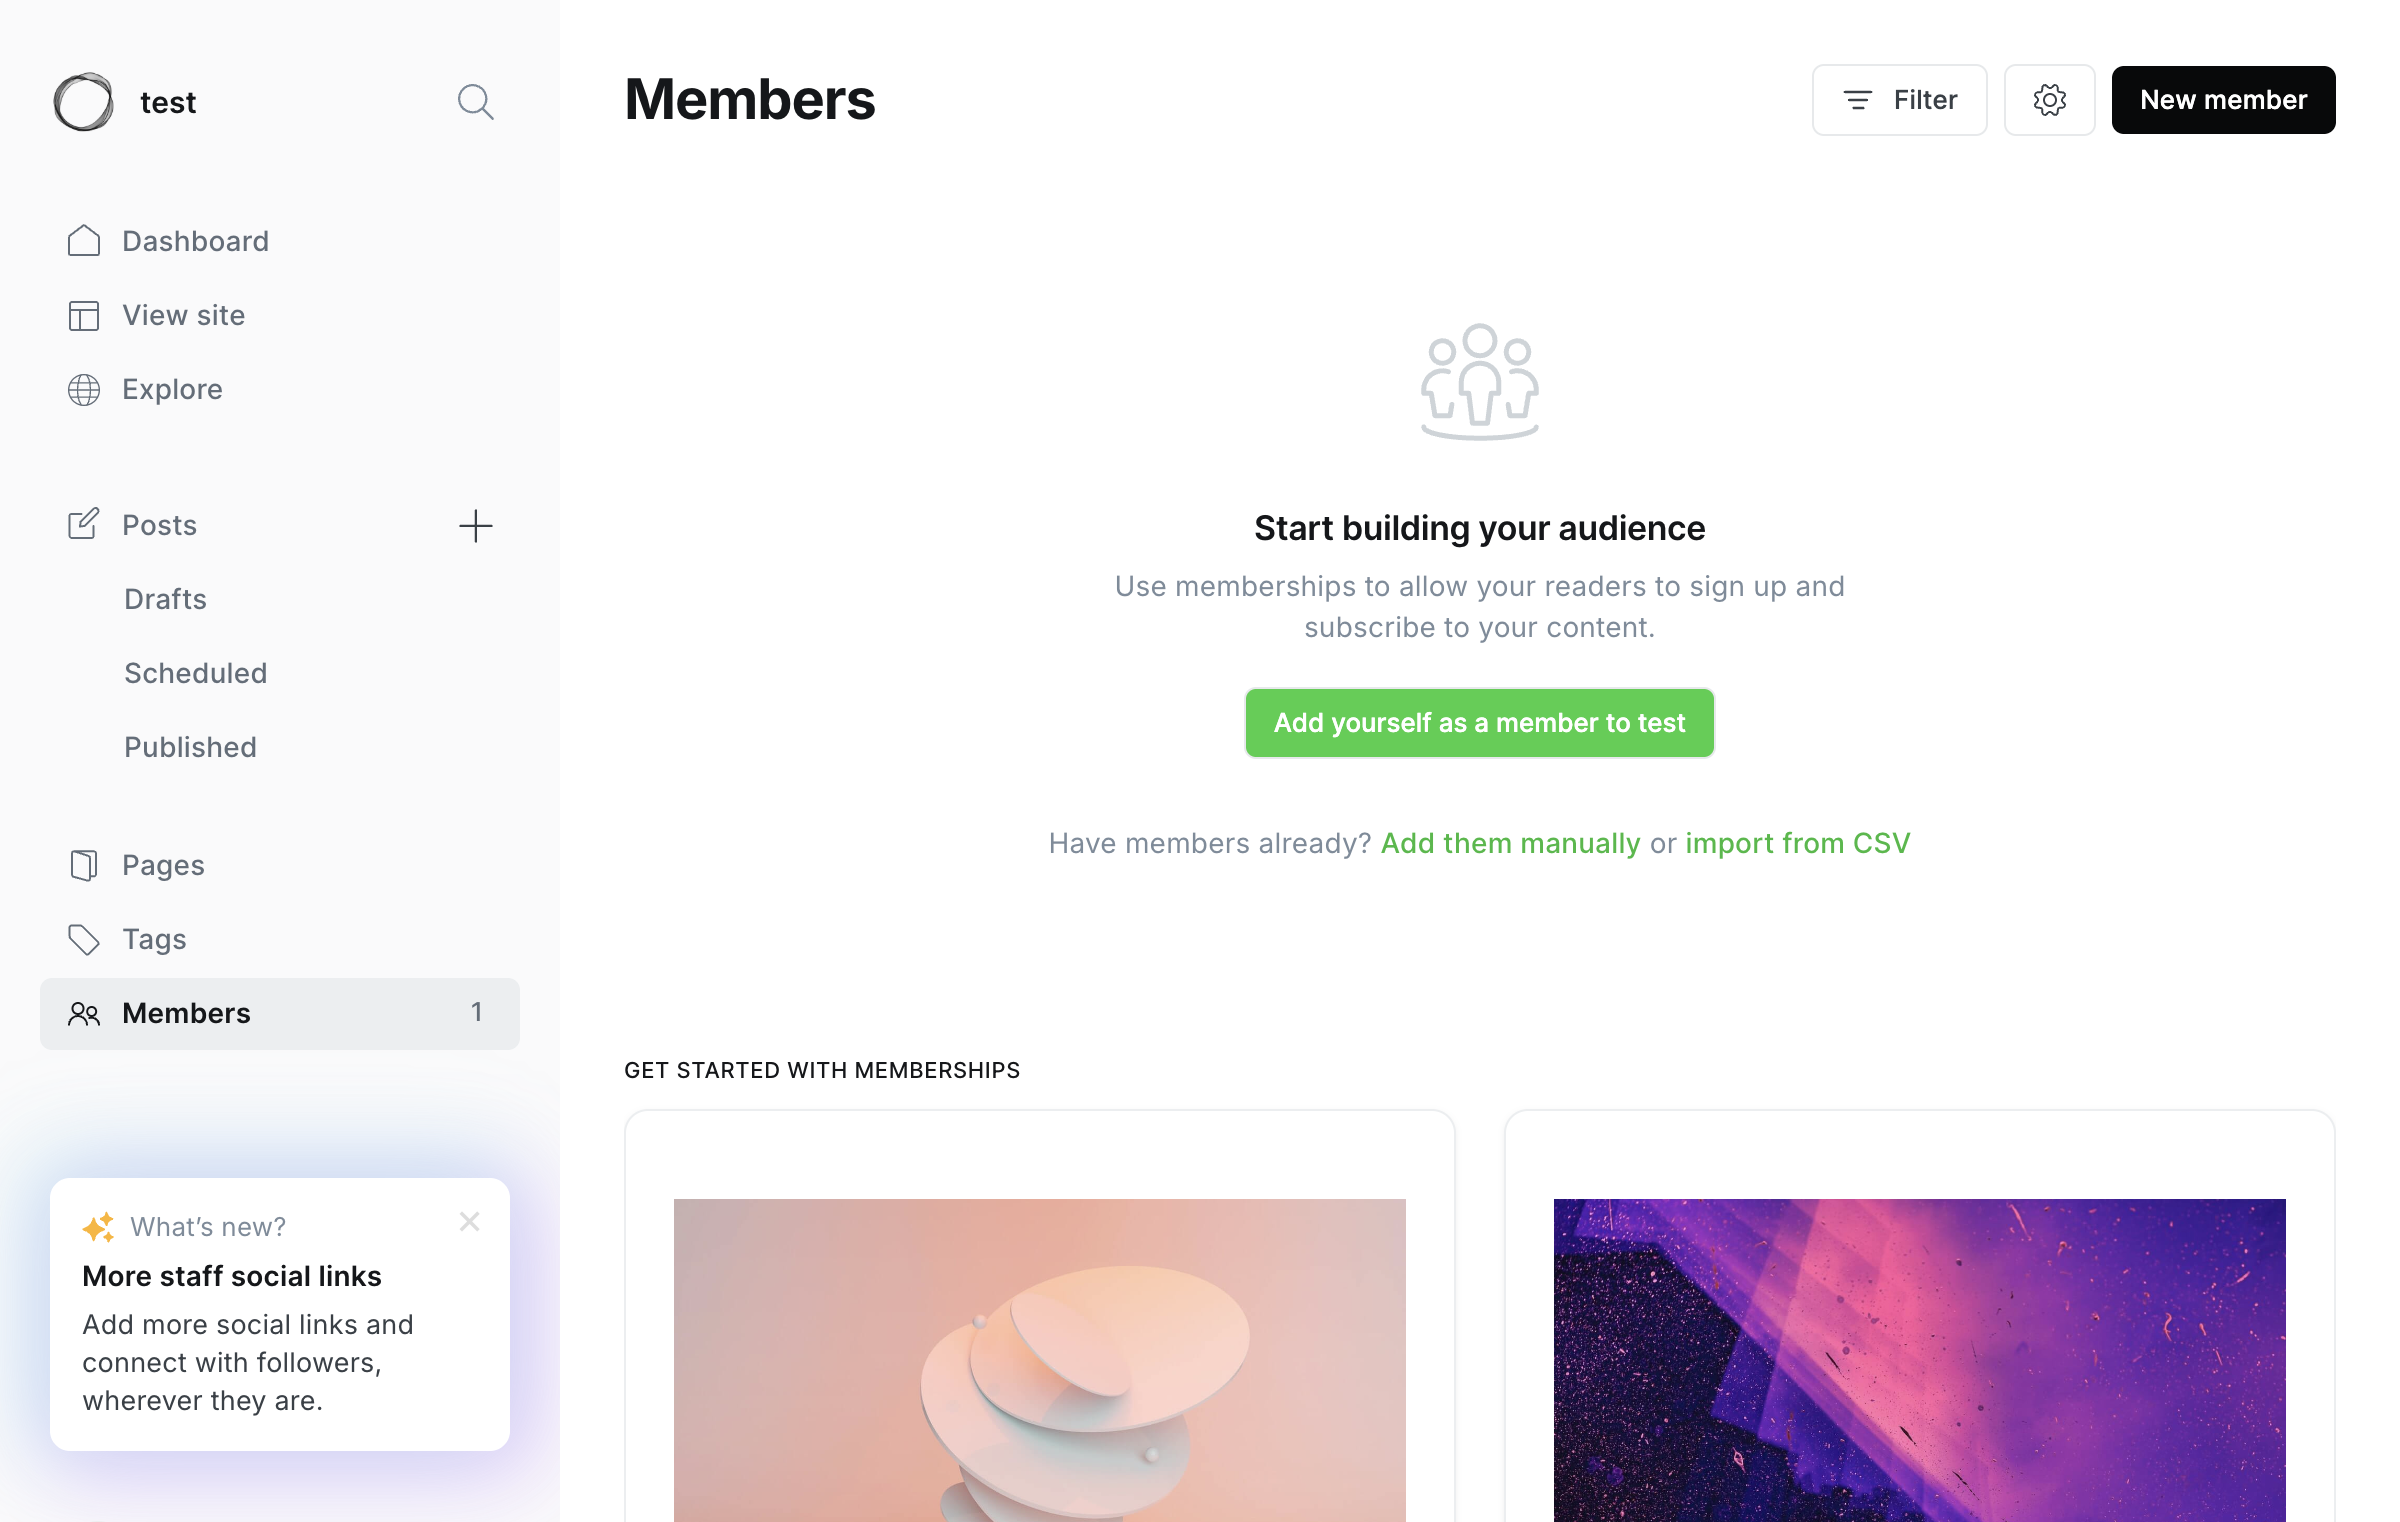 test
Dashboard
View site
Explore
Posts
Drafts
Scheduled
Published
Pages
Tags
Members 1
What’s new?
More staff social links
Add more social links and
connect with followers,
wherever they are.
Members
Filter
New member
Start building your audience
Use memberships to allow your readers to sign up and
subscribe to your content.
Add yourself as a member to test
Have members already? Add them manually or import from CSV
GET STARTED WITH MEMBERSHIPS